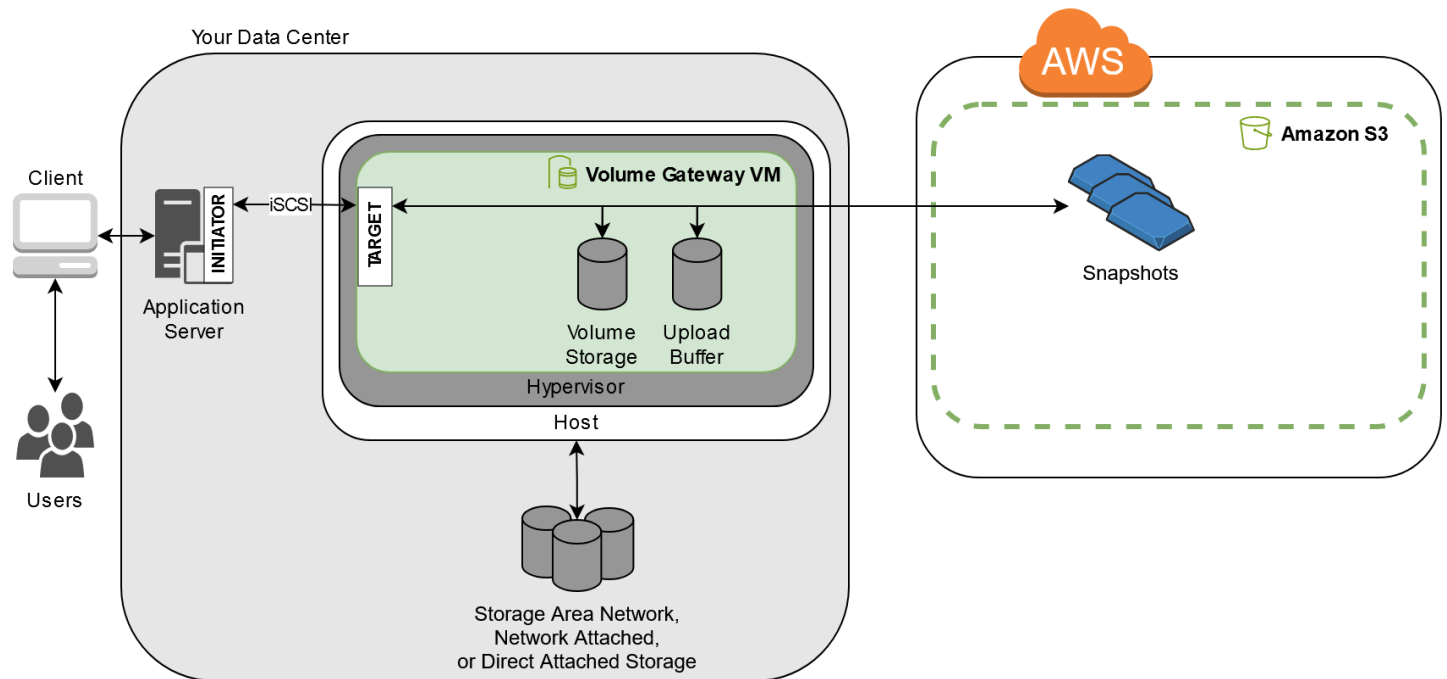 Your Data Center
AWS
Amazon S3
Volume Gateway VM
Client
INITIATOR
iSCSI
TARGET
Snapshots
Application
Server
Volume
Storage
Upload
Buffer
Hypervisor
Host
Users
Storage Area Network,
Network Attached,
or Direct Attached Storage